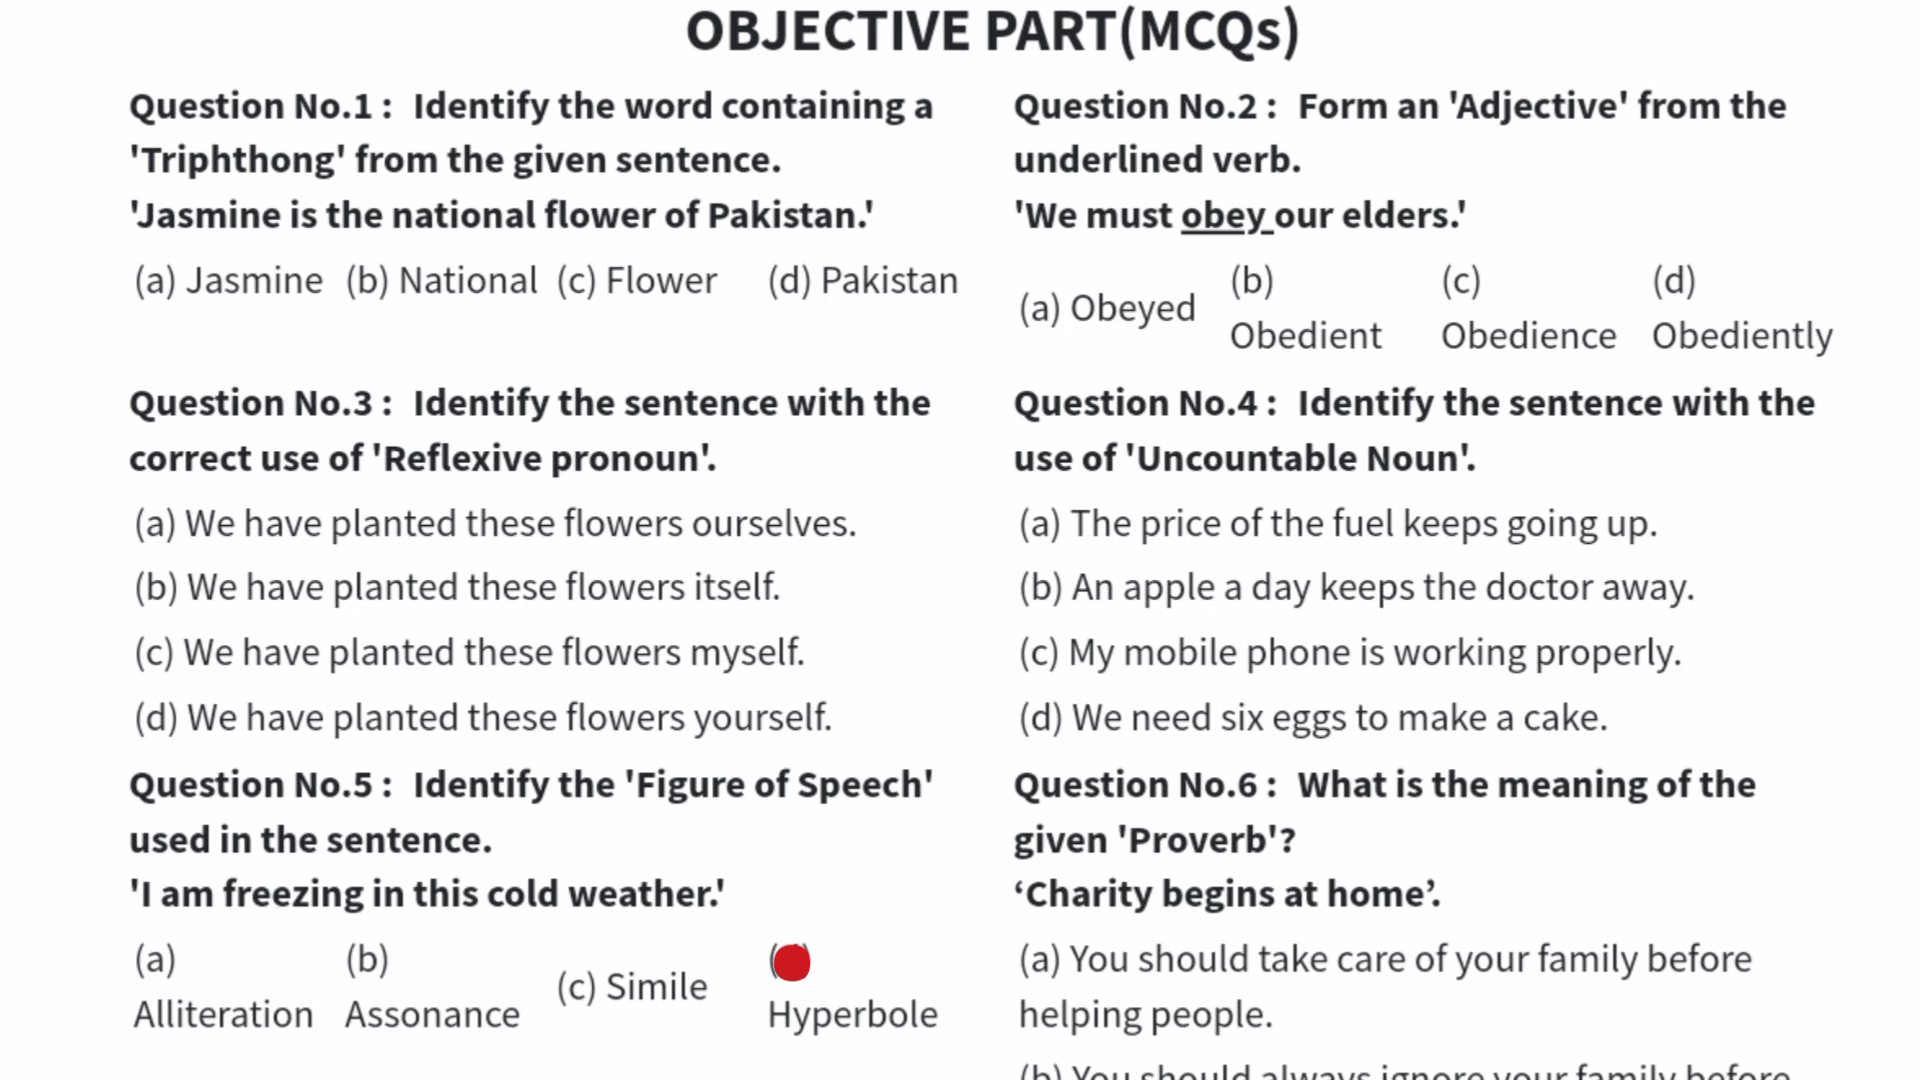 OBJECTIVE PART(MCQs)
Question No.1 : Identify the word containing a
'Triphthong' from the given sentence.
'Jasmine is the national flower of Pakistan.'
(a) Jasmine (b) National (c) Flower (d) Pakistan
Question No.2 : Form an 'Adjective' from the
underlined verb.
'We must obey our elders.'
(a) Obeyed
(b)
Obedient
(c)
Obedience
(d)
Obediently
Question No.3 : Identify the sentence with the
correct use of 'Reflexive pronoun'.
(a) We have planted these flowers ourselves.
(b) We have planted these flowers itself.
(c) We have planted these flowers myself.
(d) We have planted these flowers yourself.
Question No.4 : Identify the sentence with the
use of 'Uncountable Noun'.
(a) The price of the fuel keeps going up.
(b) An apple a day keeps the doctor away.
(c) My mobile phone is working properly.
(d) We need six eggs to make a cake.
Question No.5 : Identify the 'Figure of Speech'
used in the sentence.
'I am freezing in this cold weather.'
(a)
Alliteration
(b)
Assonance
(c) Simile
Hyperbole
Question No.6 : What is the meaning of the
given 'Proverb'?
‘Charity begins at home’.
(a) You should take care of your family before
helping people.
(b) You should always ignore your family before